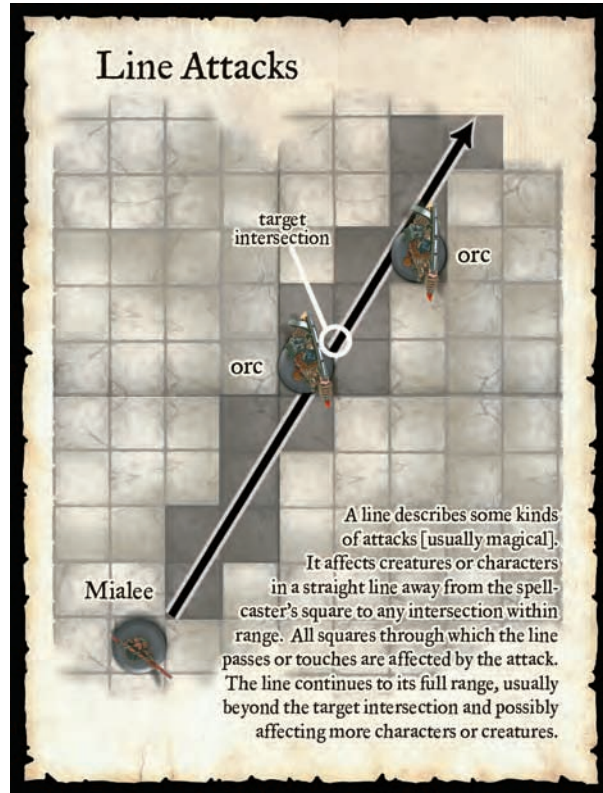 Line Attacks
target
intersection
orc
orc
Mialee
A line describes some kinds
of attacks [usually magical].
It affects creatures or characters
in a straight line away from the spell-
caster's square to any intersection within
range. All squares through which the line
passes or touches are affected by the attack.
The line continues to its full range, usually
beyond the target intersection and possibly
affecting more characters or creatures.